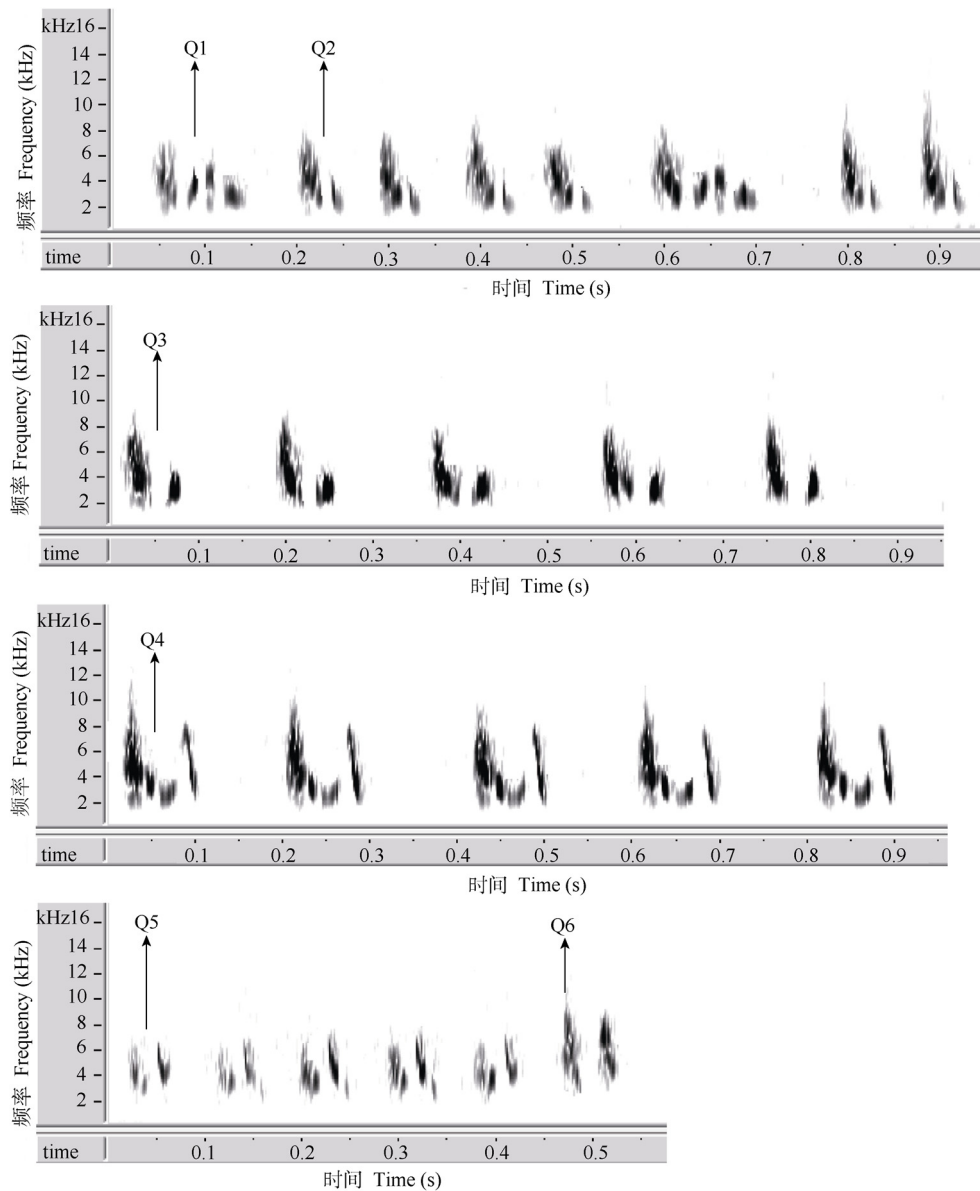 kHz16
Q1 Q2
14
12
10
8
6
4
2
频率 Frequency (kHz)
time 0.1 0.2 0.3 0.4 0.5 0.6 0.7 0.8 0.9
时间 Time (s)
kHz16
Q3
14
12
10
8
6
4
2
频率 Frequency (kHz)
time 0.1 0.2 0.3 0.4 0.5 0.6 0.7 0.8 0.9
时间 Time (s)
kHz16
Q4
14
12
10
8
6
4
2
频率 Frequency (kHz)
time 0.1 0.2 0.3 0.4 0.5 0.6 0.7 0.8 0.9
时间 Time (s)
kHz16
Q5 Q6
14
12
10
8
6
4
2
频率 Frequency (kHz)
time 0.1 0.2 0.3 0.4 0.5
时间 Time (s)